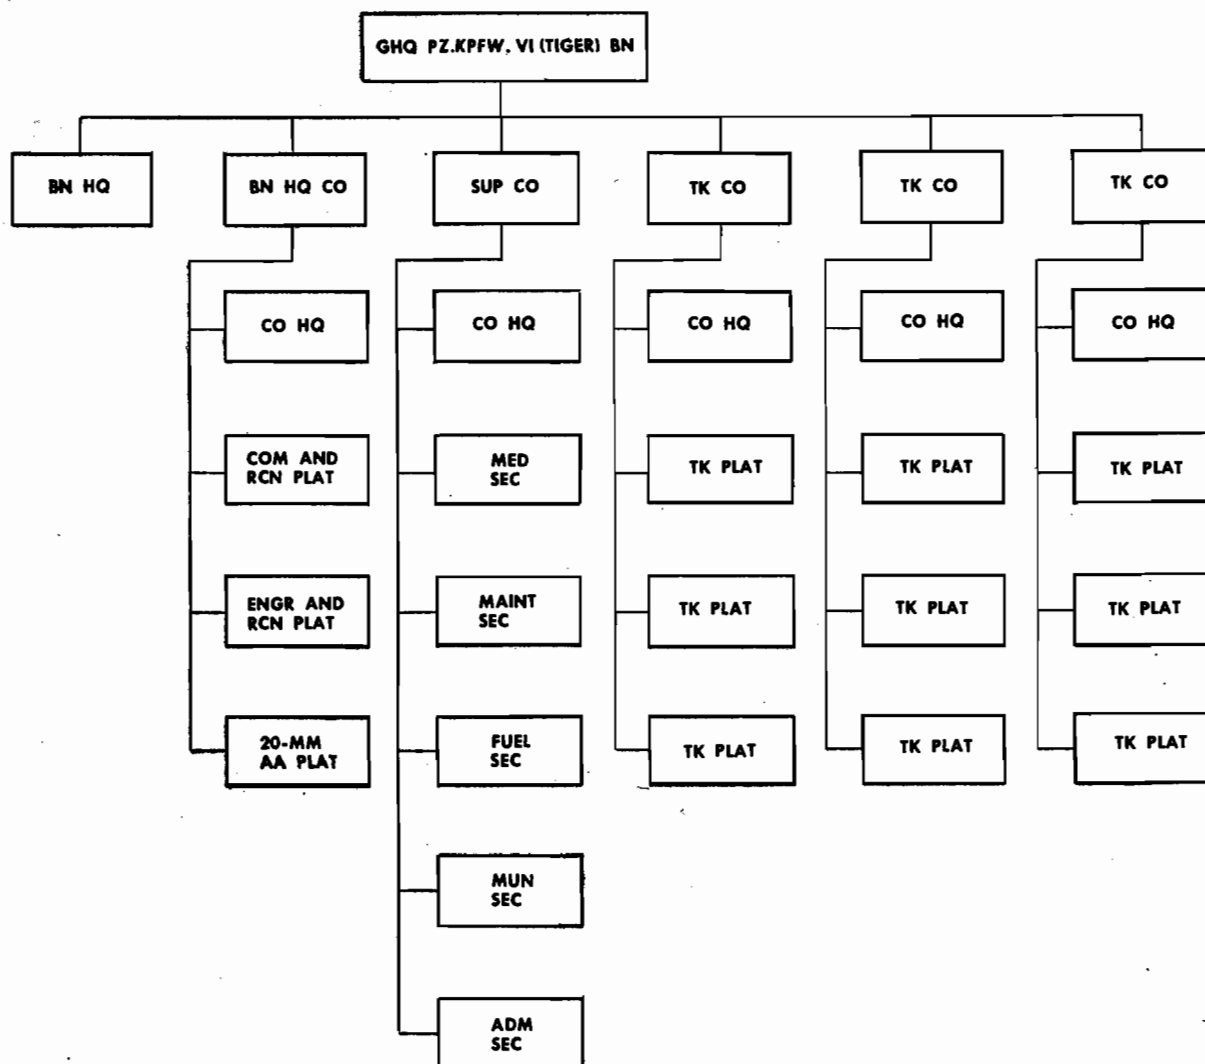 GHQ PZ.KPFW. VI (TIGER) BN
BN HQ
BN HQ CO
SUP CO
TK CO
TK CO
TK CO
CO HQ
CO HQ
CO HQ
CO HQ
CO HQ
COM AND
RCN PLAT
MED
SEC
TK PLAT
TK PLAT
TK PLAT
ENGR AND
RCN PLAT
MAINT
SEC
TK PLAT
TK PLAT
TK PLAT
20-MM
AA PLAT
FUEL
SEC
TK PLAT
TK PLAT
TK PLAT
MUN
SEC
ADM
SEC